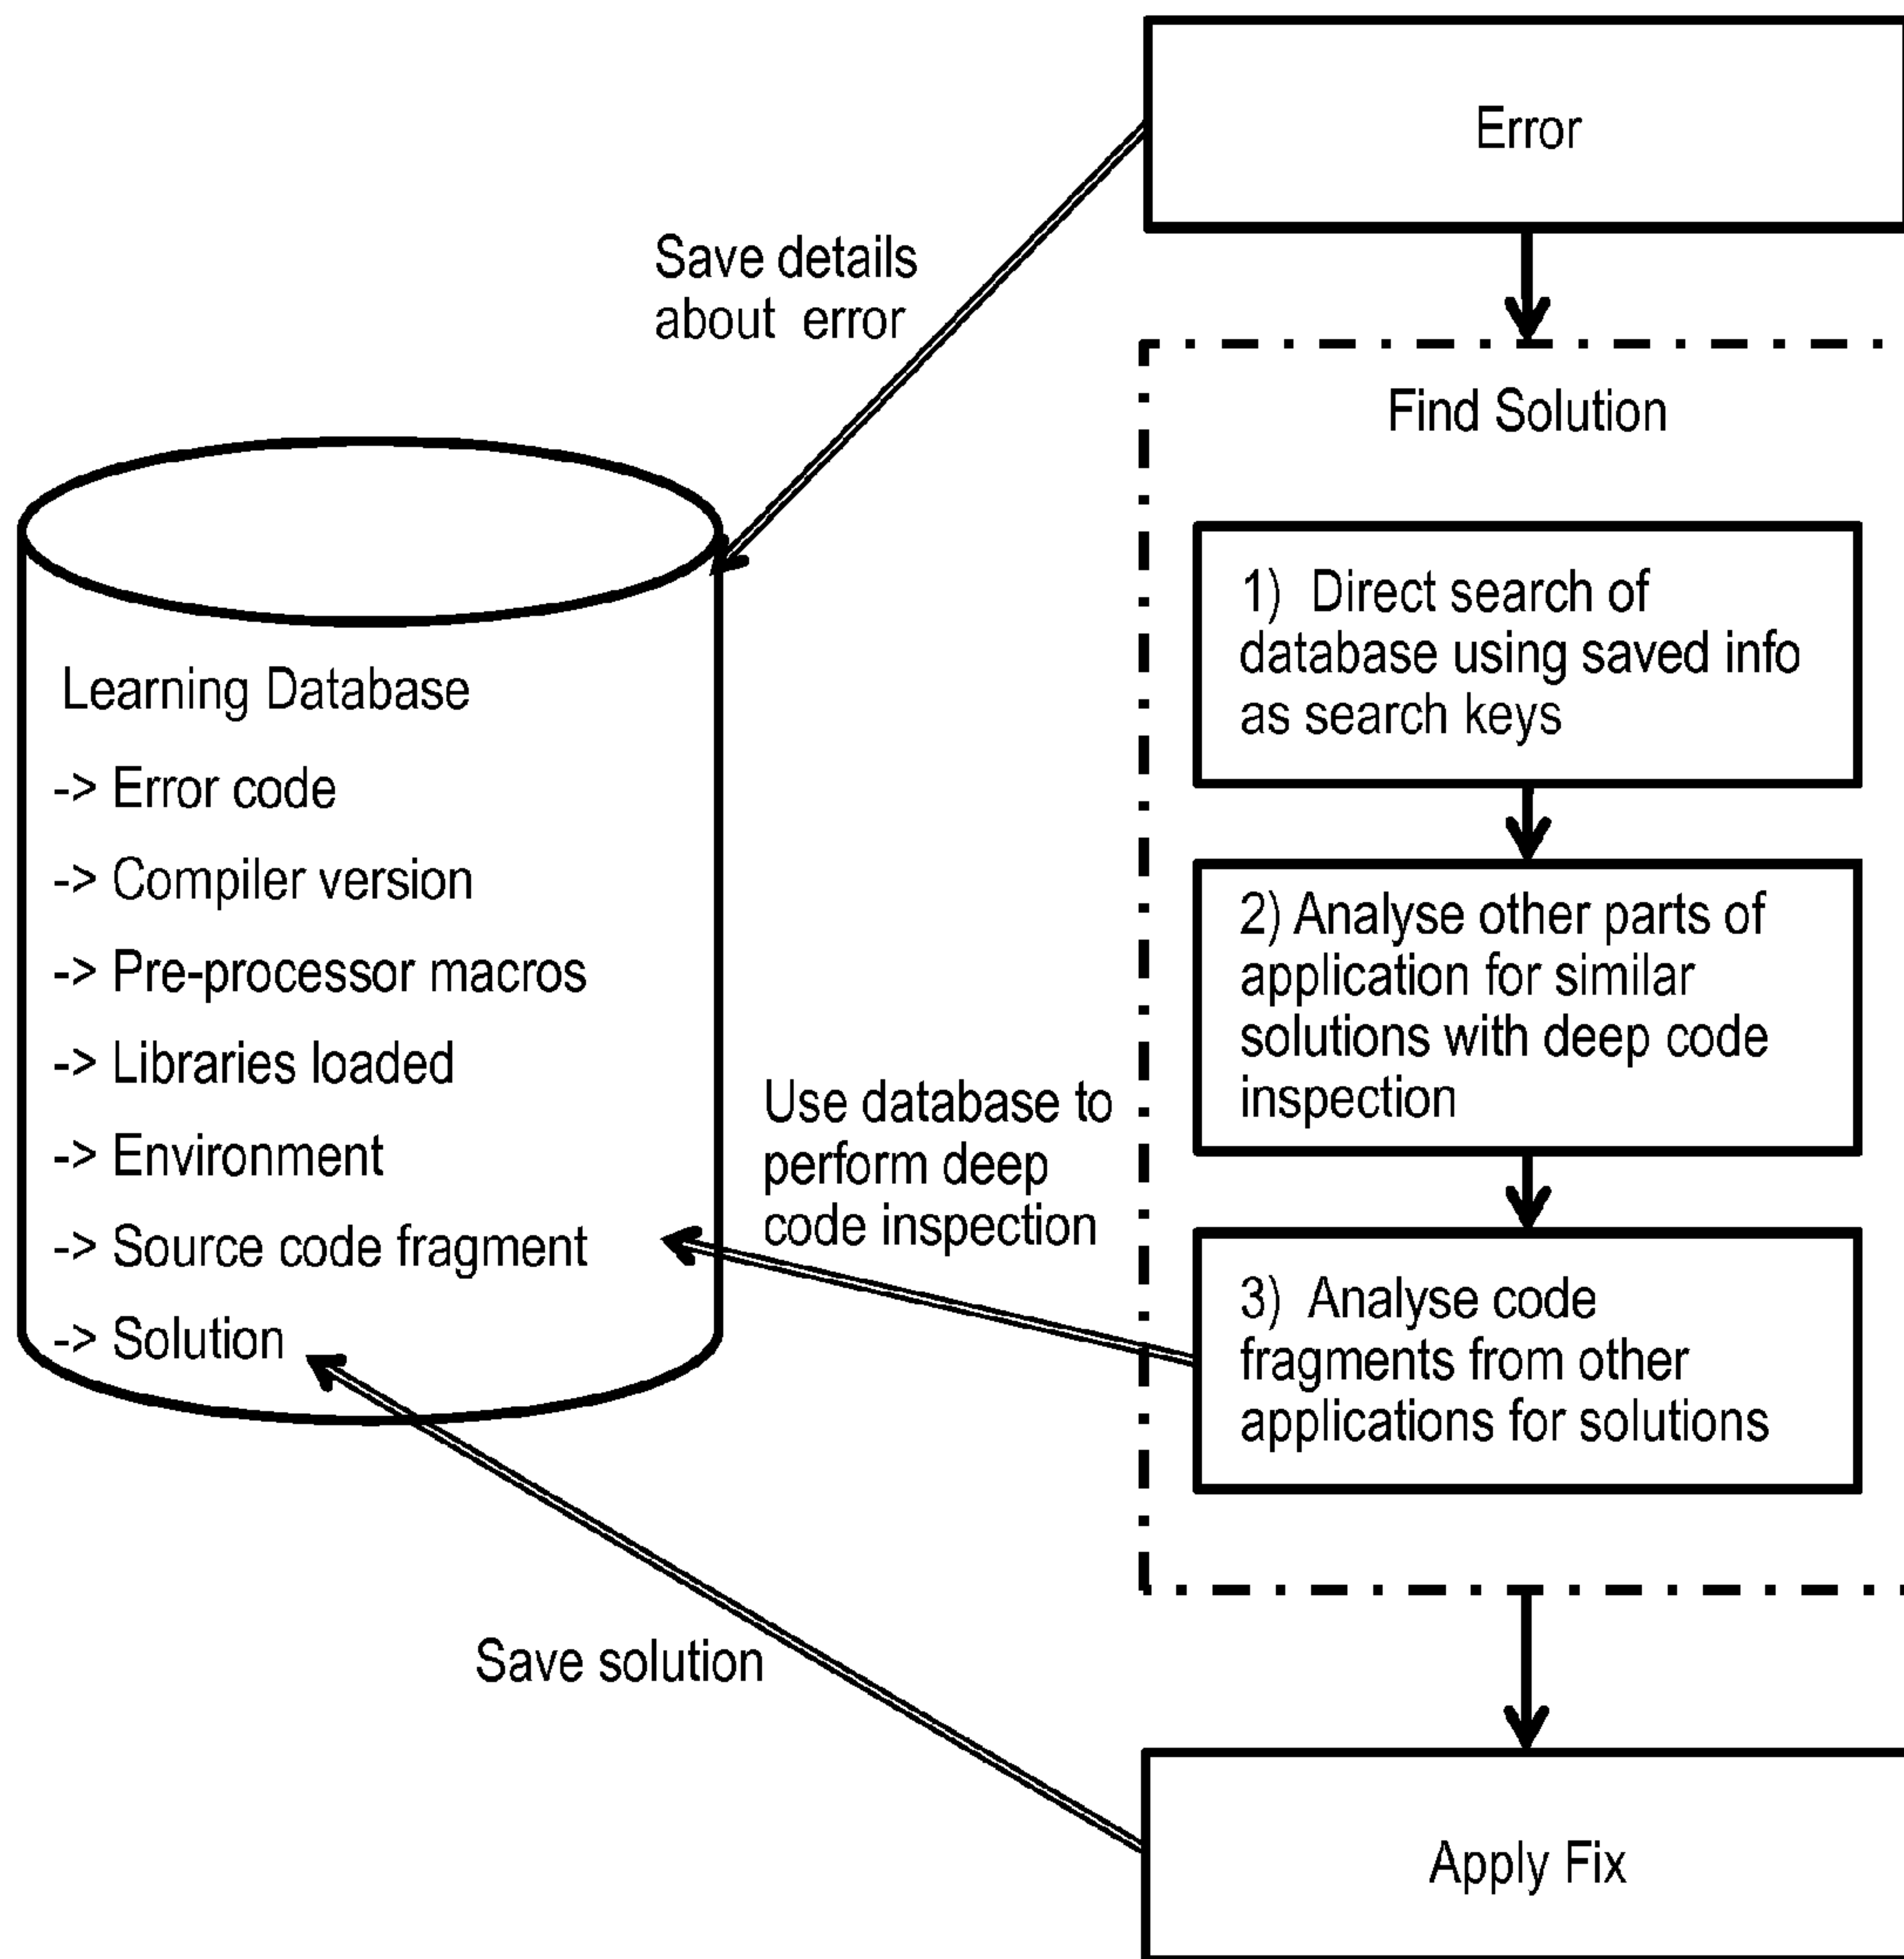 Error
Save details
about error
Find Solution
1) Direct search of
database using saved info
as search keys
Learning Database
-> Error code
-> Compiler version
-> Pre-processor macros
-> Libraries loaded
-> Environment
-> Source code fragment
-> Solution
2) Analyse other parts of
application for similar
solutions with deep code
inspection
Use database to
perform deep
code inspection
3) Analyse code
fragments from other
applications for solutions
Save solution
Apply Fix